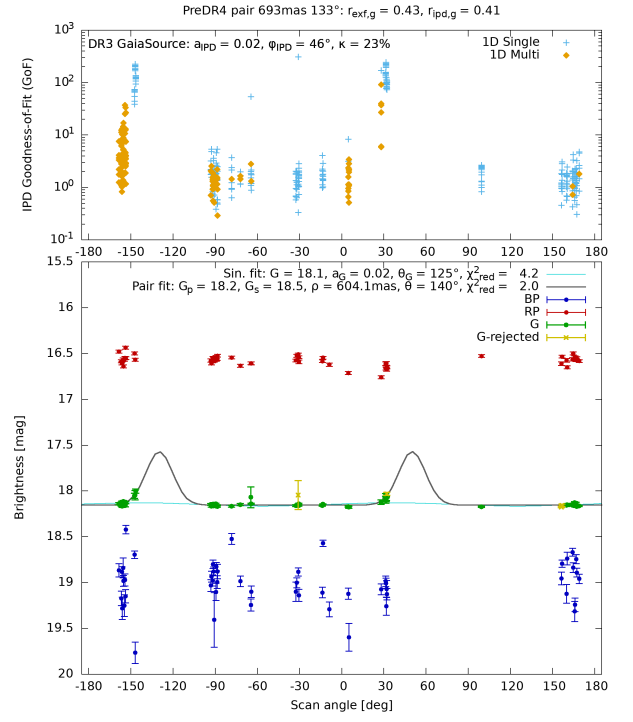 PreDR4 pair 693mas 133°: r_exf,g = 0.43, r_ipd,g = 0.41
DR3 GaiaSource: a_IPD = 0.02, φ_IPD = 46°, κ = 23%
1D Single
1D Multi
IPD Goodness-of-Fit (GoF)
10^3
10^2
10^1
10^0
10^-1
-180 -150 -120 -90 -60 -30 0 30 60 90 120 150 180
Sin. fit: G = 18.1, a_G = 0.02, θ_G = 125°, χ²_red = 4.2
Pair fit: G_p = 18.2, G_s = 18.5, ρ = 604.1mas, θ = 140°, χ²_red = 2.0
BP
RP
G
G-rejected
Brightness [mag]
15.5
16
16.5
17
17.5
18
18.5
19
19.5
20
-180 -150 -120 -90 -60 -30 0 30 60 90 120 150 180
Scan angle [deg]